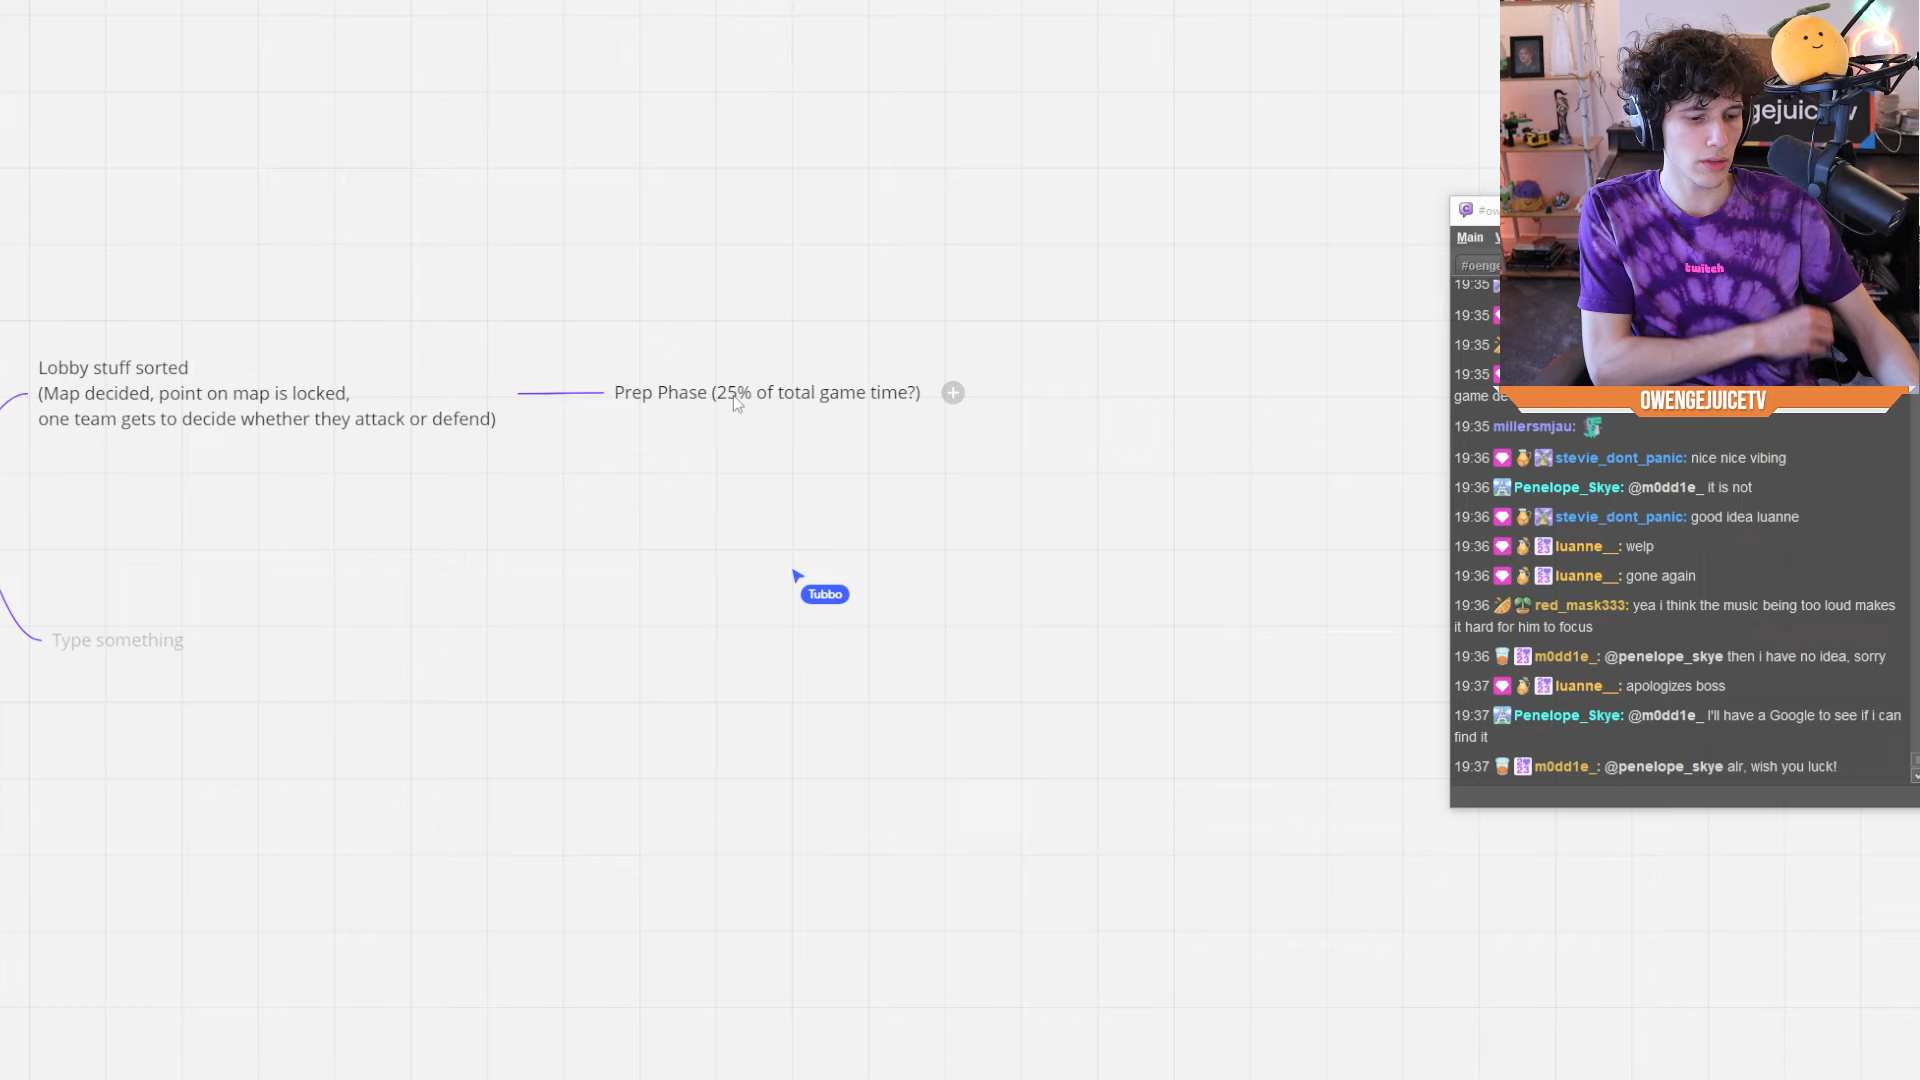 Lobby stuff sorted
(Map decided, point on map is locked,
one team gets to decide whether they attack or defend)
Prep Phase (25% of total game time?)
Tubbo
Type something
gejuic
v
twitch
OWENGEJUICETV
#ow
Main
#oenge
19:35
19:35
19:35
19:35
game de
19:35 millersmjau:
19:36 stevie_dont_panic: nice nice vibing
19:36 Penelope_Skye: @m0dd1e_ it is not
19:36 stevie_dont_panic: good idea luanne
19:36 luanne__: welp
19:36 luanne__: gone again
19:36 red_mask333: yea i think the music being too loud makes
it hard for him to focus
19:36 m0dd1e_: @penelope_skye then i have no idea, sorry
19:37 luanne__: apologizes boss
19:37 Penelope_Skye: @m0dd1e_ I'll have a Google to see if i can
find it
19:37 m0dd1e_: @penelope_skye alr, wish you luck!